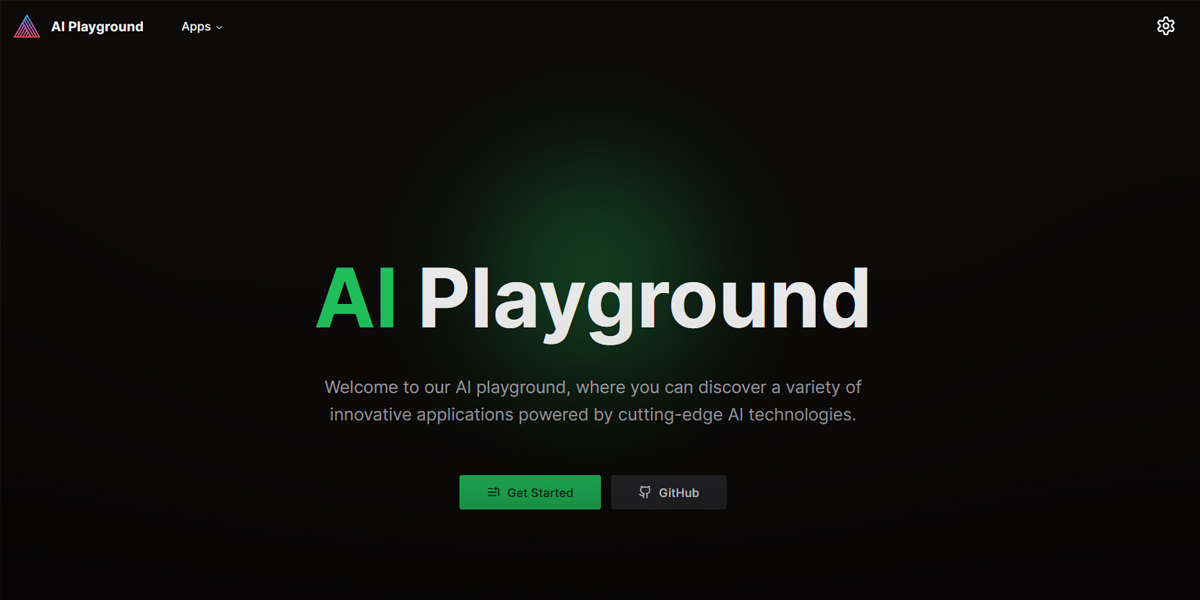 AI Playground
Apps
AI Playground
Welcome to our AI playground, where you can discover a variety of
innovative applications powered by cutting-edge AI technologies.
Get Started
GitHub